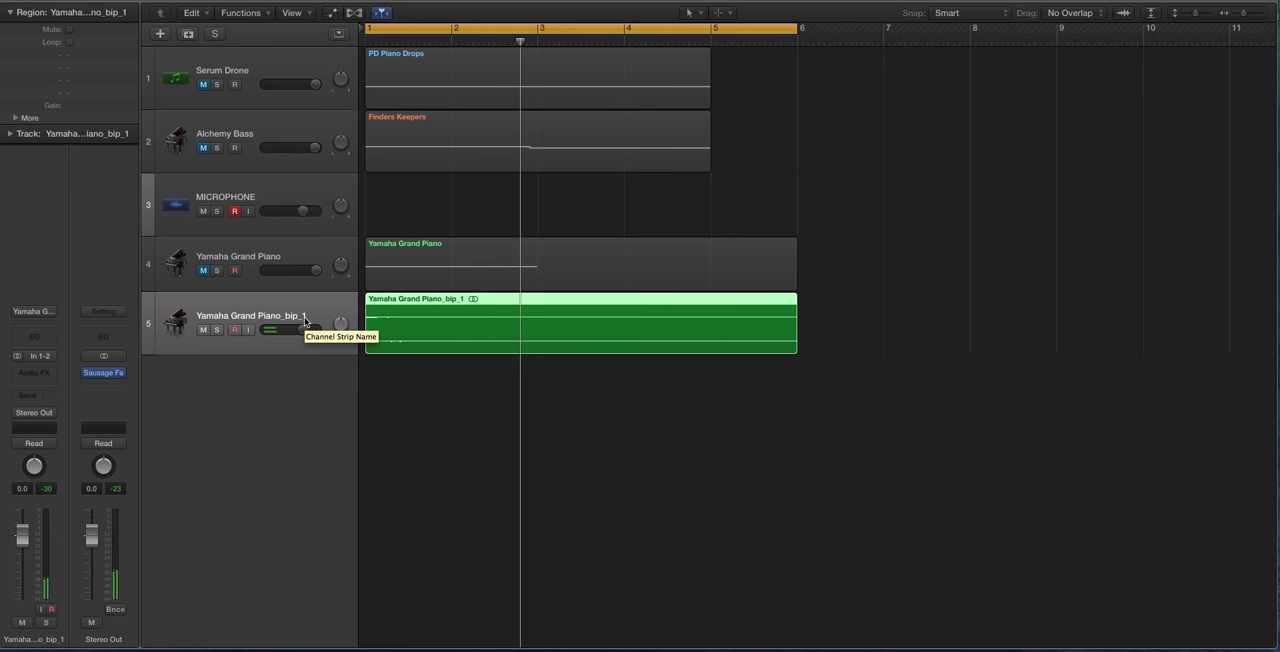 Region: Yamaha...no_bip_1
Edit
Functions
View
Snap: Smart
Drag: No Overlap
Mute:
Loop:
Gain:
More
Track: Yamaha...iano_bip_1
S
1 2 3 4 5 6 7 8 9 10 11
1
Serum Drone
M S R
PD Piano Drops
2
Alchemy Bass
M S R
Finders Keepers
3
MICROPHONE
M S R I
4
Yamaha Grand Piano
M S R
Yamaha Grand Piano
5
Yamaha Grand Piano_bip_1
M S R I
Channel Strip Name
Yamaha Grand Piano_bip_1
Yamaha G...
Setting
EQ
EQ
In 1-2
Audio FX
Sausage Fa
Send
Stereo Out
Read
Read
0.0 -30
0.0 -23
I R
Bnce
M S
M
Yamaha...o_bip_1
Stereo Out